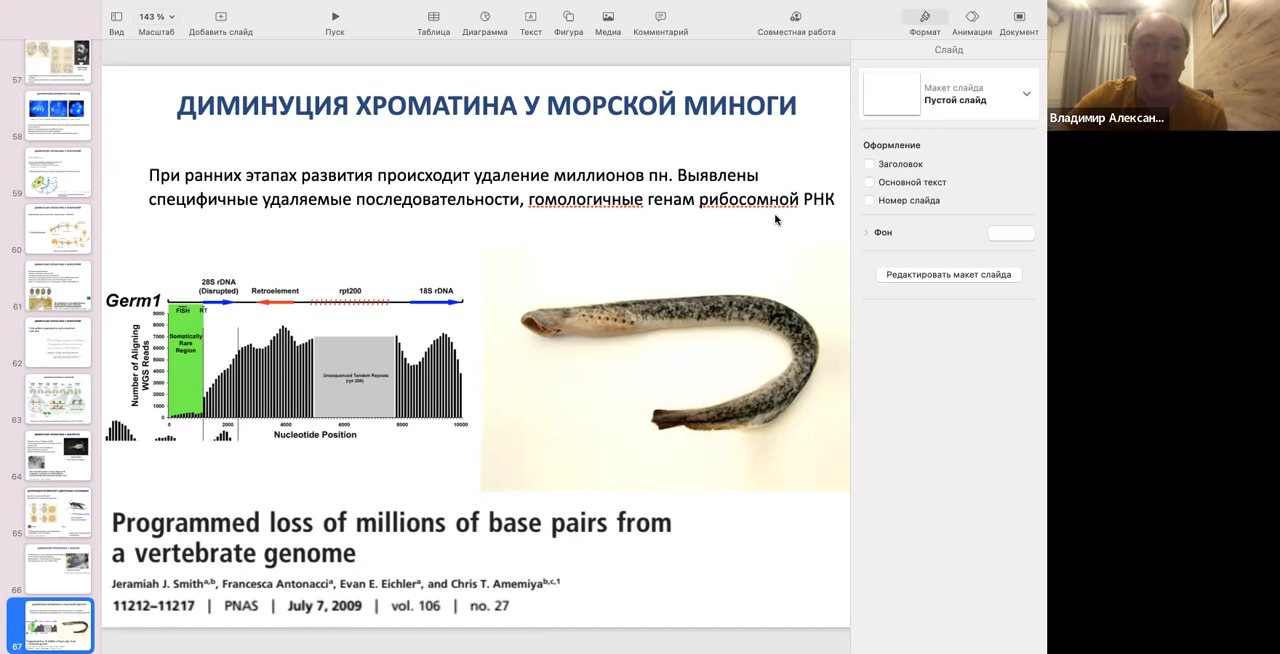 143 %
Вид
Масштаб
Добавить слайд
Пуск
Таблица
Диаграмма
Текст
Фигура
Медиа
Комментарий
Совместная работа
Формат
Анимация
Документ
57
58
59
60
61
62
63
64
65
66
67
ДИМИНУЦИЯ ХРОМАТИНА У МОРСКОЙ МИНОГИ
При ранних этапах развития происходит удаление миллионов пн. Выявлены
специфичные удаляемые последовательности, гомологичные генам рибосомной РНК
Germ1
28S rDNA
(Disrupted)
Retroelement
rpt200
18S rDNA
FISH
RT
Somatically
Rare
Region
Unsequenced Tandem Repeats
(rpt 200)
Number of Aligning
WGS Reads
9000
8000
7000
6000
5000
4000
3000
2000
1000
0
0
2000
4000
6000
8000
10000
Nucleotide Position
Programmed loss of millions of base pairs from
a vertebrate genome
Jeramiah J. Smithᵃ,ᵇ, Francesca Antonacciᵃ, Evan E. Eichlerᵃ, and Chris T. Amemiyaᵇ,ᶜ,¹
11212–11217 | PNAS | July 7, 2009 | vol. 106 | no. 27
Слайд
Макет слайда
Пустой слайд
Оформление
Заголовок
Основной текст
Номер слайда
Фон
Редактировать макет слайда
Владимир Алексан...